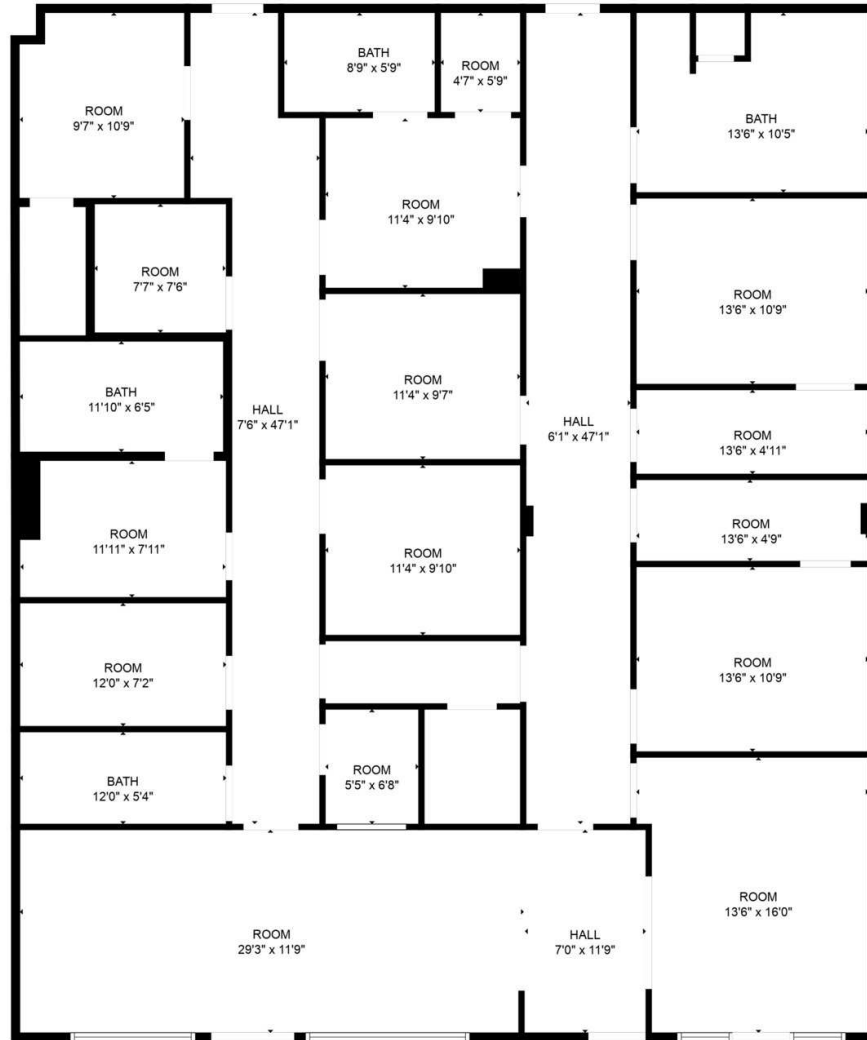 BATH
8'9" x 5'9"
ROOM
4'7" x 5'9"
ROOM
9'7" x 10'9"
BATH
13'6" x 10'5"
ROOM
11'4" x 9'10"
ROOM
7'7" x 7'6"
ROOM
13'6" x 10'9"
ROOM
11'4" x 9'7"
BATH
11'10" x 6'5"
HALL
7'6" x 47'1"
HALL
6'1" x 47'1"
ROOM
13'6" x 4'11"
ROOM
13'6" x 4'9"
ROOM
11'11" x 7'11"
ROOM
11'4" x 9'10"
ROOM
12'0" x 7'2"
ROOM
13'6" x 10'9"
ROOM
5'5" x 6'8"
BATH
12'0" x 5'4"
ROOM
13'6" x 16'0"
ROOM
29'3" x 11'9"
HALL
7'0" x 11'9"